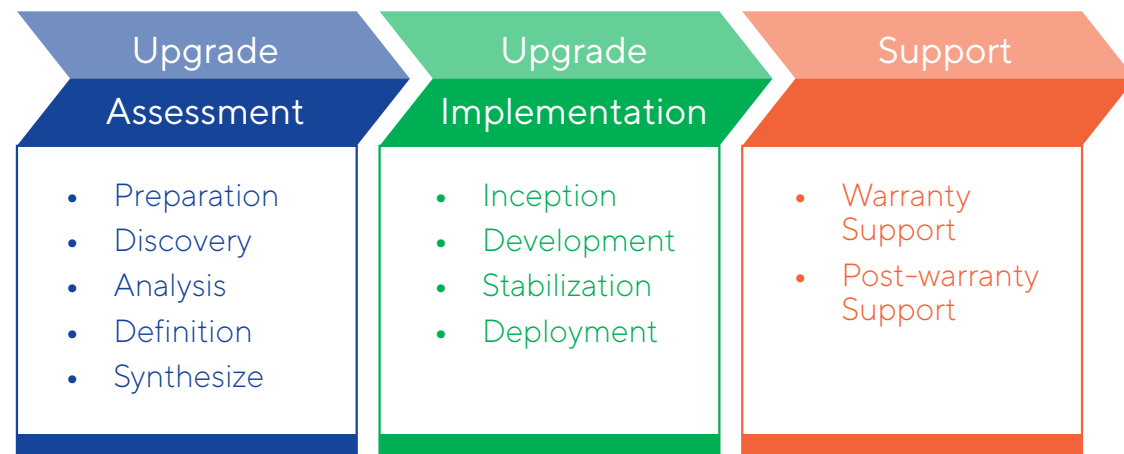 Upgrade
Assessment
• Preparation
• Discovery
• Analysis
• Definition
• Synthesize
Upgrade
Implementation
• Inception
• Development
• Stabilization
• Deployment
Support
• Warranty
Support
• Post-warranty
Support